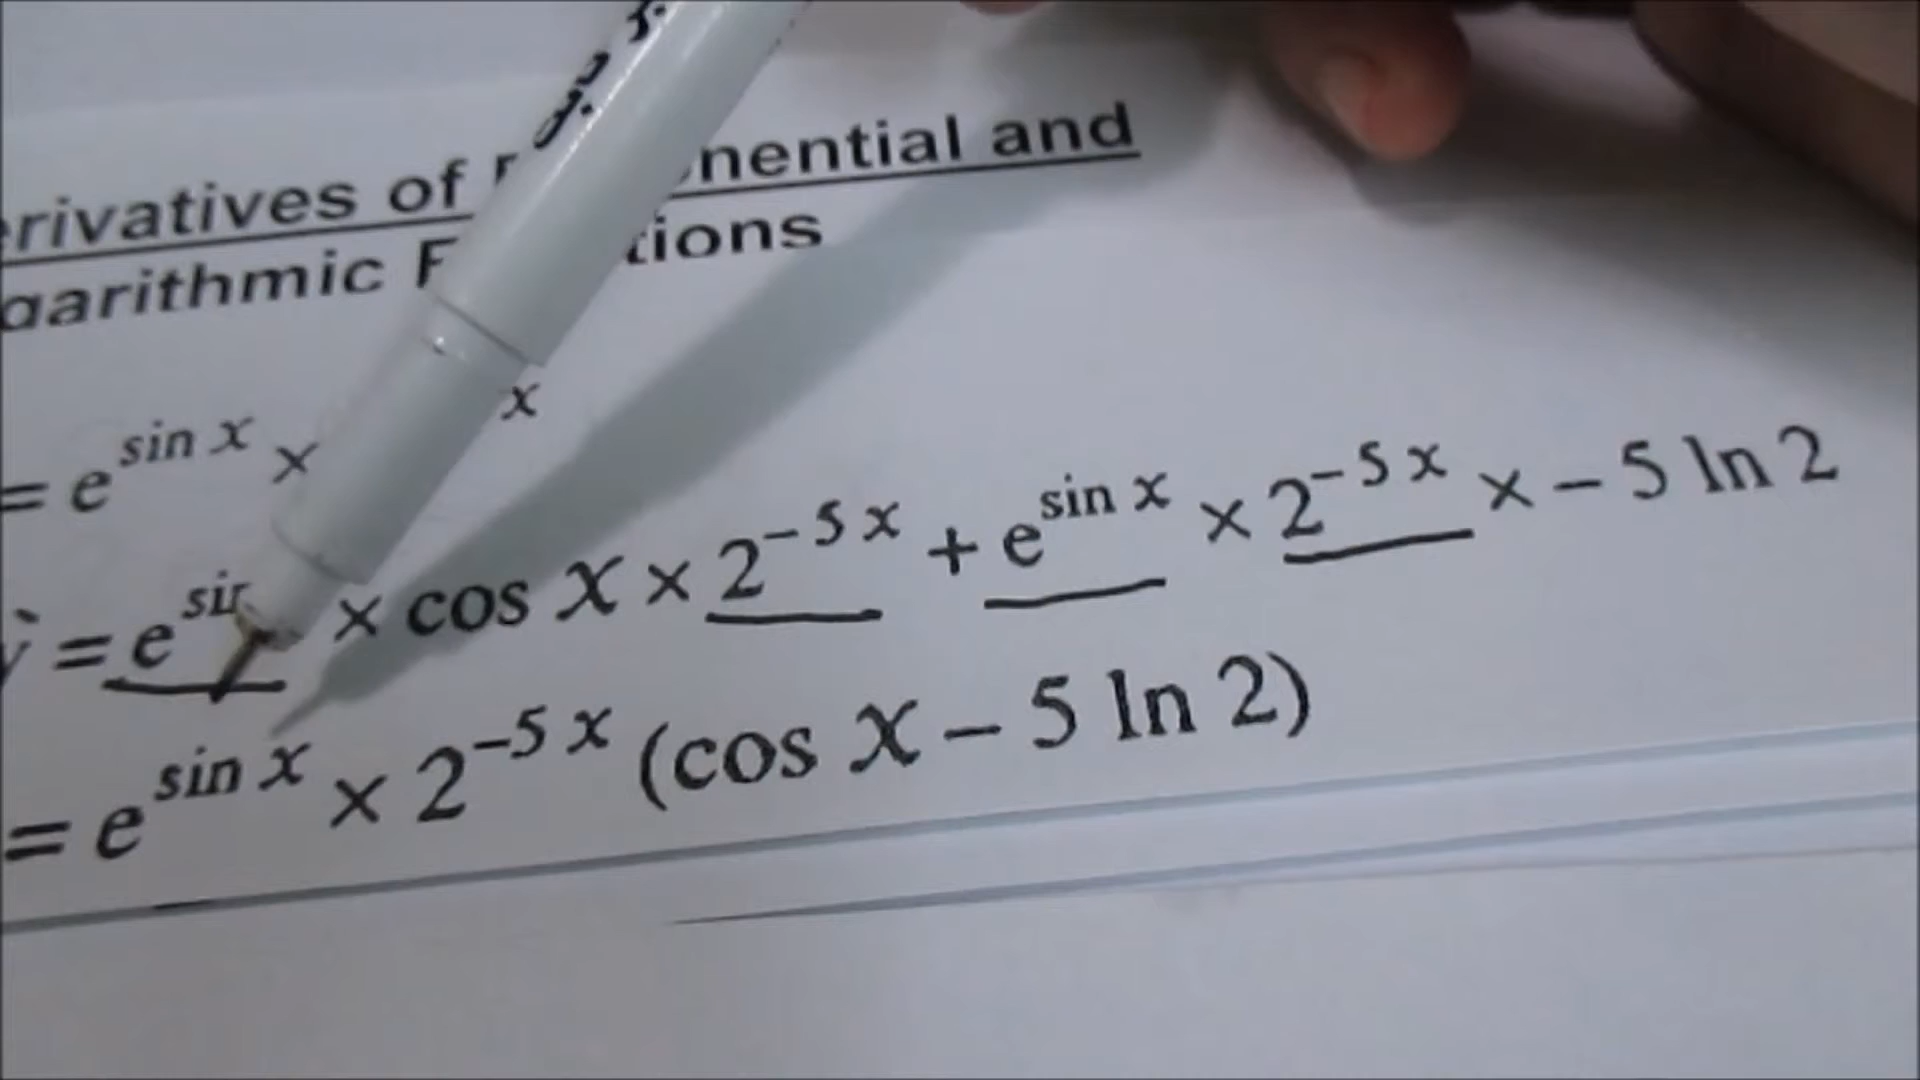 erivatives of nential and
garithmic F tions
= e^{sin x} × x
y` = e^{sin} × cos x × 2^{-5x} + e^{sin x} × 2^{-5x} × -5 ln 2
= e^{sin x} × 2^{-5x} (cos x - 5 ln 2)